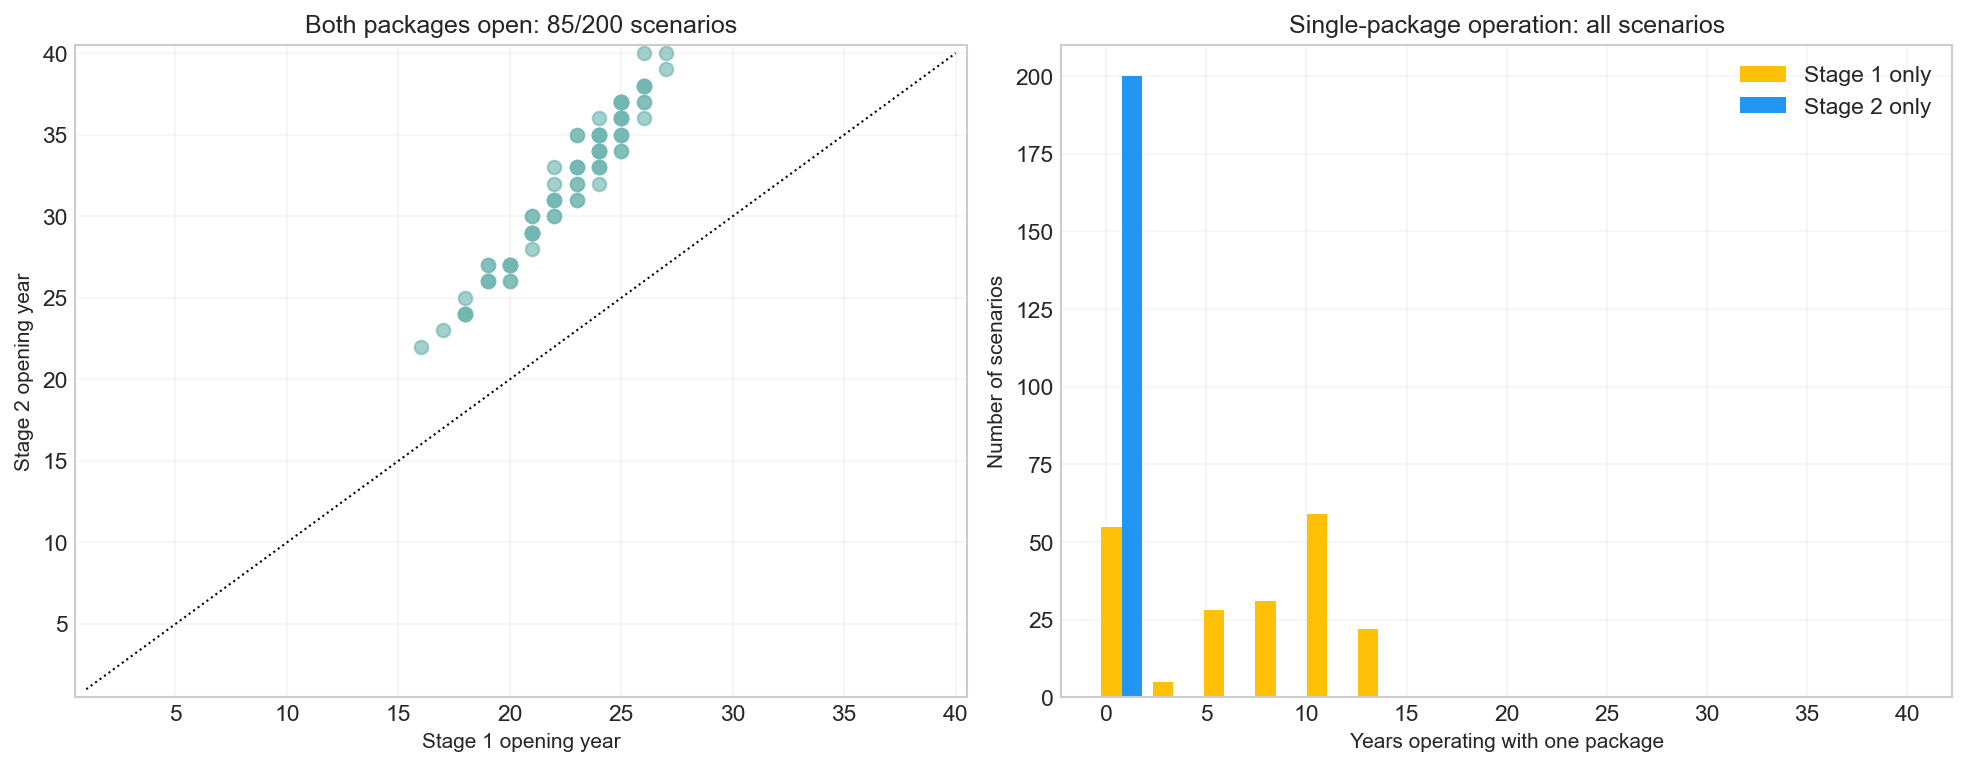 Both packages open: 85/200 scenarios
40
35
30
25
20
15
10
5
Stage 2 opening year
5 10 15 20 25 30 35 40
Stage 1 opening year
Single-package operation: all scenarios
Stage 1 only
Stage 2 only
200
175
150
125
100
75
50
25
0
Number of scenarios
0 5 10 15 20 25 30 35 40
Years operating with one package